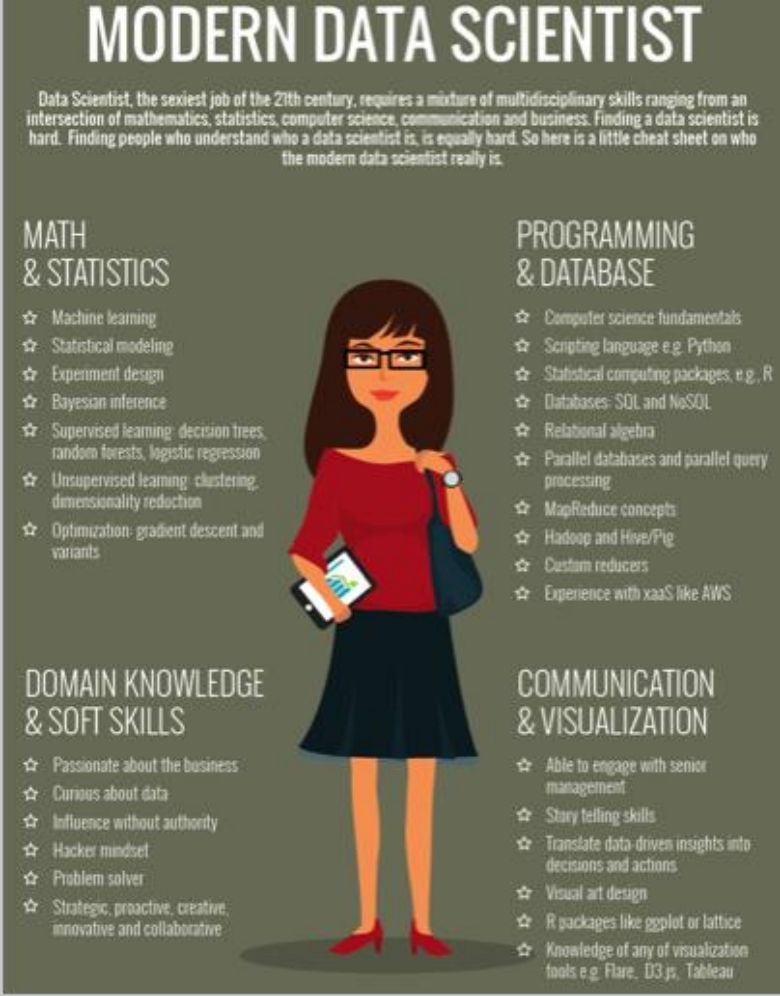 MODERN DATA SCIENTIST
Data Scientist, the sexiest job of the 21th century, requires a mixture of multidisciplinary skills ranging from an
intersection of mathematics, statistics, computer science, communication and business. Finding a data scientist is
hard. Finding people who understand who a data scientist is, is equally hard. So here is a little cheat sheet on who
the modern data scientist really is.
MATH
& STATISTICS
☆ Machine learning
☆ Statistical modeling
☆ Experiment design
☆ Bayesian inference
☆ Supervised learning: decision trees,
random forests, logistic regression
☆ Unsupervised learning: clustering,
dimensionality reduction
☆ Optimization: gradient descent and
variants
PROGRAMMING
& DATABASE
☆ Computer science fundamentals
☆ Scripting language e.g. Python
☆ Statistical computing packages, e.g., R
☆ Databases: SQL and NoSQL
☆ Relational algebra
☆ Parallel databases and parallel query
processing
☆ MapReduce concepts
☆ Hadoop and Hive/Pig
☆ Custom reducers
☆ Experience with xaaS like AWS
DOMAIN KNOWLEDGE
& SOFT SKILLS
☆ Passionate about the business
☆ Curious about data
☆ Influence without authority
☆ Hacker mindset
☆ Problem solver
☆ Strategic, proactive, creative,
innovative and collaborative
COMMUNICATION
& VISUALIZATION
☆ Able to engage with senior
management
☆ Story telling skills
☆ Translate data-driven insights into
decisions and actions
☆ Visual art design
☆ R packages like ggplot or lattice
☆ Knowledge of any of visualization
tools e.g. Flare, D3.js, Tableau